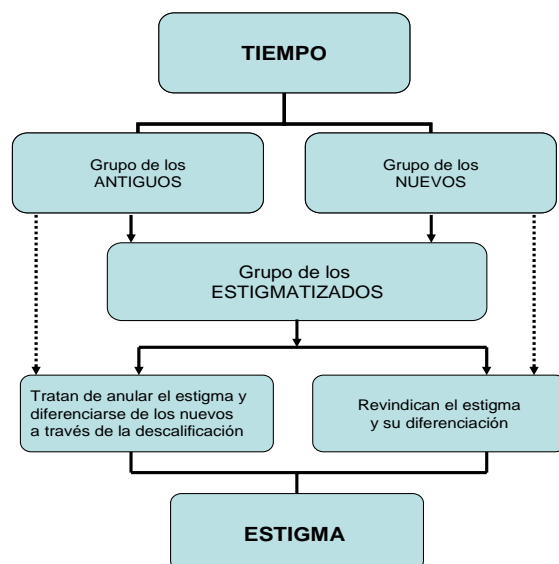 TIEMPO
Grupo de los
ANTIGUOS
Grupo de los
NUEVOS
Grupo de los
ESTIGMATIZADOS
Tratan de anular el estigma y
diferenciarse de los nuevos
a través de la descalificación
Revindican el estigma
y su diferenciación
ESTIGMA